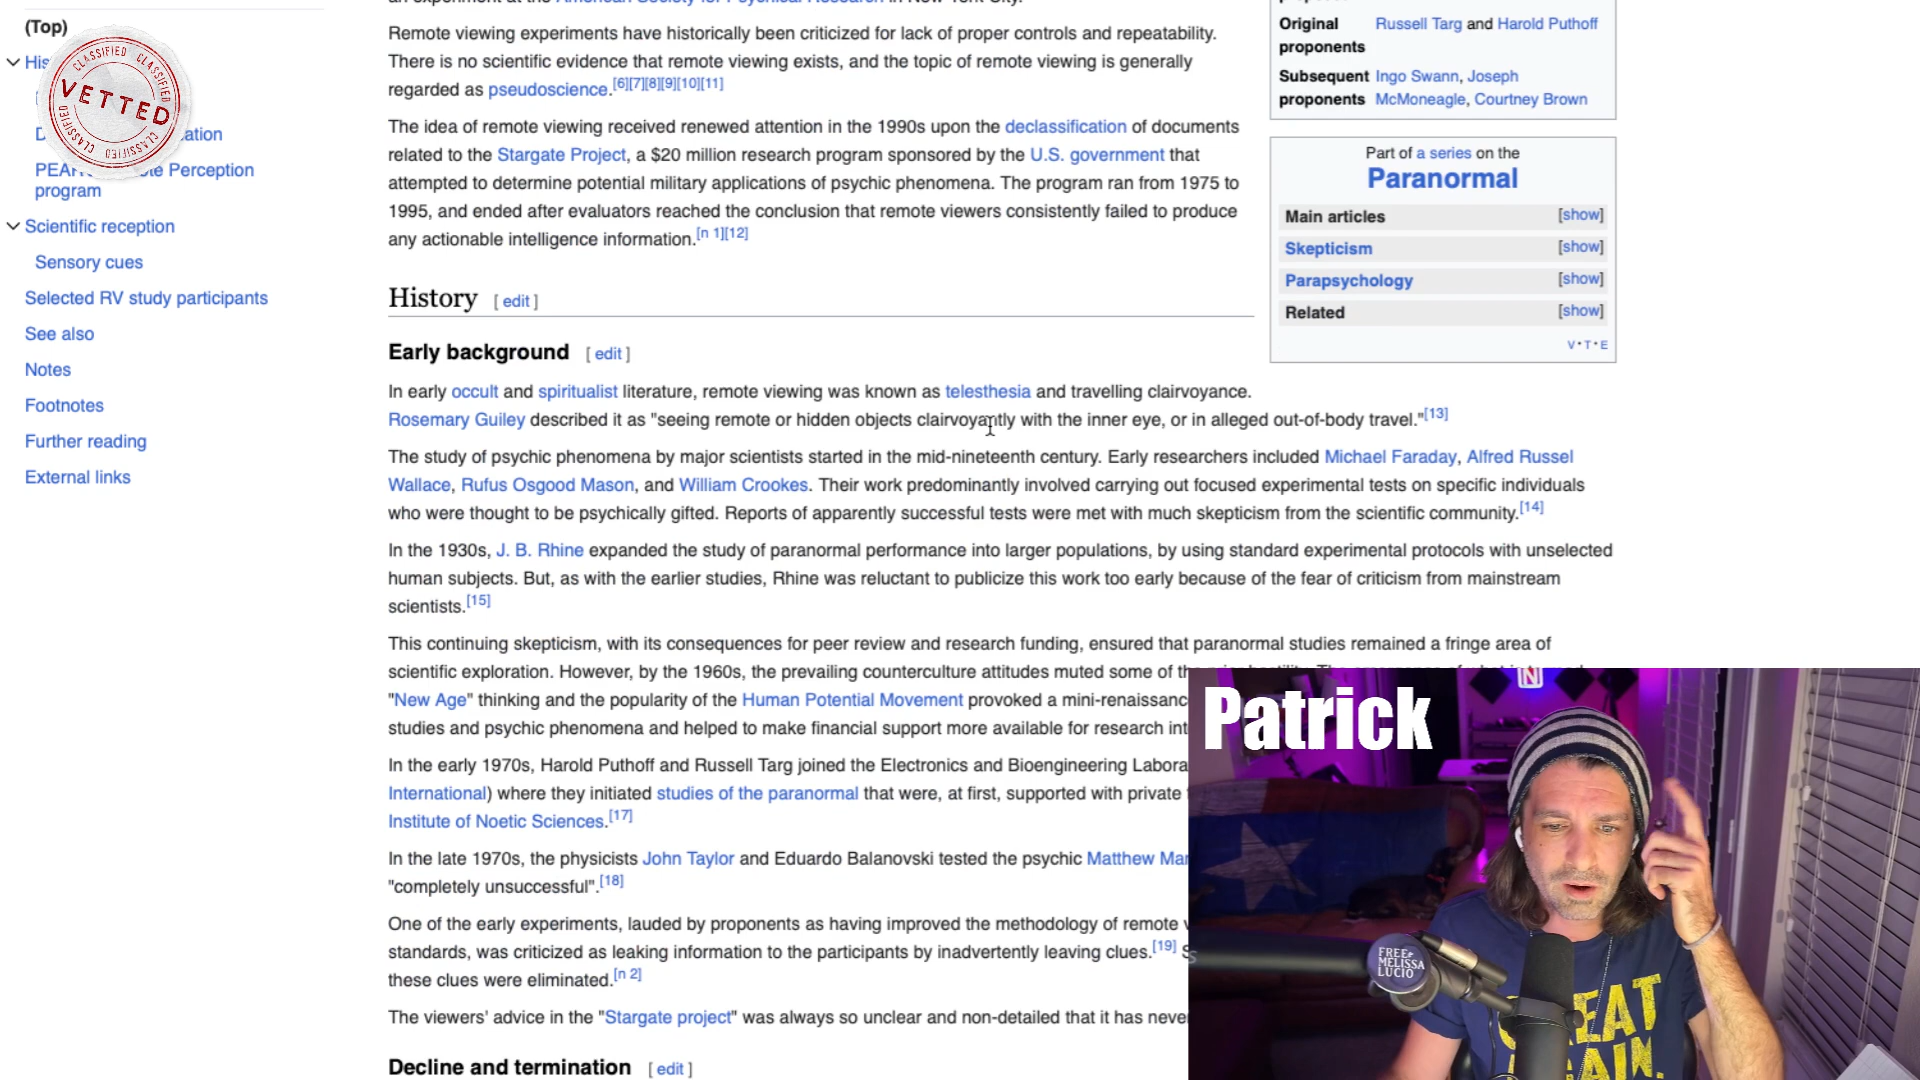 (Top)
His
ation
PEAR
te Perception
program
Scientific reception
Sensory cues
Selected RV study participants
See also
Notes
Footnotes
Further reading
External links
CLASSIFIED CLASSIFIED
VETTED
CLASSIFIED CLASSIFIED
an experiment at the American Society for Psychical Research in New York City.
Remote viewing experiments have historically been criticized for lack of proper controls and repeatability.
There is no scientific evidence that remote viewing exists, and the topic of remote viewing is generally
regarded as pseudoscience.[6][7][8][9][10][11]
The idea of remote viewing received renewed attention in the 1990s upon the declassification of documents
related to the Stargate Project, a $20 million research program sponsored by the U.S. government that
attempted to determine potential military applications of psychic phenomena. The program ran from 1975 to
1995, and ended after evaluators reached the conclusion that remote viewers consistently failed to produce
any actionable intelligence information.[n 1][12]
Original Russell Targ and Harold Puthoff
proponents
Subsequent Ingo Swann, Joseph
proponents McMoneagle, Courtney Brown
Part of a series on the
Paranormal
Main articles [show]
Skepticism [show]
Parapsychology [show]
Related [show]
V·T·E
History [ edit ]
Early background [ edit ]
In early occult and spiritualist literature, remote viewing was known as telesthesia and travelling clairvoyance.
Rosemary Guiley described it as "seeing remote or hidden objects clairvoyantly with the inner eye, or in alleged out-of-body travel."[13]
The study of psychic phenomena by major scientists started in the mid-nineteenth century. Early researchers included Michael Faraday, Alfred Russel
Wallace, Rufus Osgood Mason, and William Crookes. Their work predominantly involved carrying out focused experimental tests on specific individuals
who were thought to be psychically gifted. Reports of apparently successful tests were met with much skepticism from the scientific community.[14]
In the 1930s, J. B. Rhine expanded the study of paranormal performance into larger populations, by using standard experimental protocols with unselected
human subjects. But, as with the earlier studies, Rhine was reluctant to publicize this work too early because of the fear of criticism from mainstream
scientists.[15]
This continuing skepticism, with its consequences for peer review and research funding, ensured that paranormal studies remained a fringe area of
scientific exploration. However, by the 1960s, the prevailing counterculture attitudes muted some of
"New Age" thinking and the popularity of the Human Potential Movement provoked a mini-renaissanc
studies and psychic phenomena and helped to make financial support more available for research int
In the early 1970s, Harold Puthoff and Russell Targ joined the Electronics and Bioengineering Labora
International) where they initiated studies of the paranormal that were, at first, supported with private
Institute of Noetic Sciences.[17]
In the late 1970s, the physicists John Taylor and Eduardo Balanovski tested the psychic Matthew Mar
"completely unsuccessful".[18]
One of the early experiments, lauded by proponents as having improved the methodology of remote v
standards, was criticized as leaking information to the participants by inadvertently leaving clues.[19] S
these clues were eliminated.[n 2]
The viewers' advice in the "Stargate project" was always so unclear and non-detailed that it has neve
Decline and termination [ edit ]
Patrick
FREE
MELISSA
LUCIO
GREAT